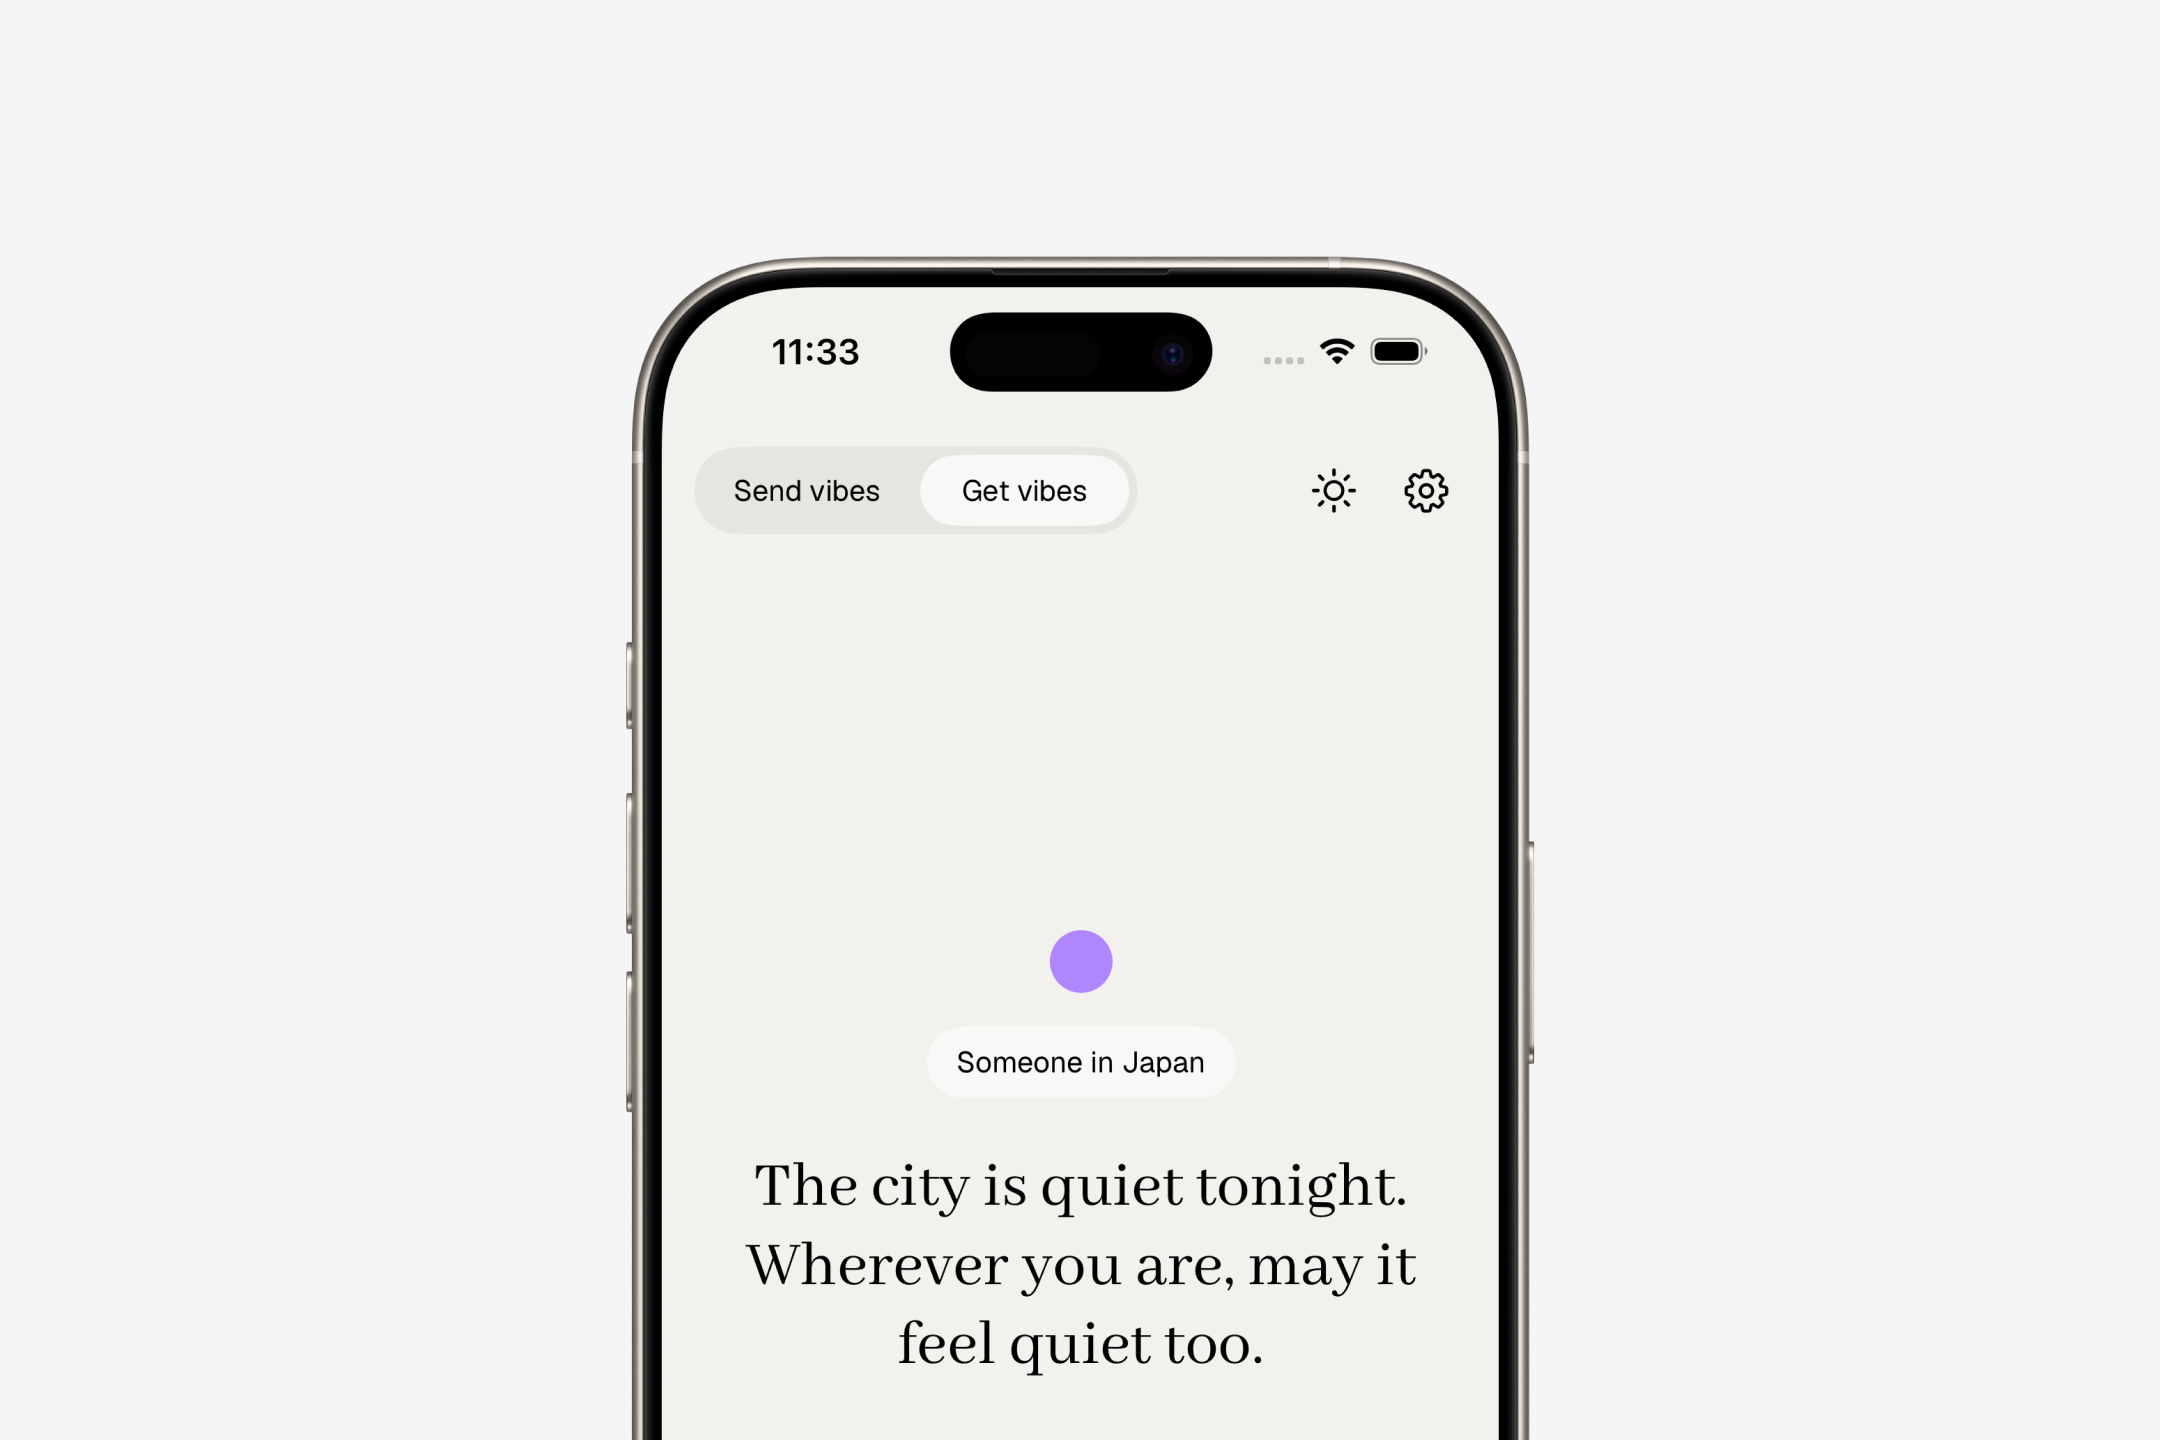 11:33
Send vibes
Get vibes
Someone in Japan
The city is quiet tonight.
Wherever you are, may it
feel quiet too.